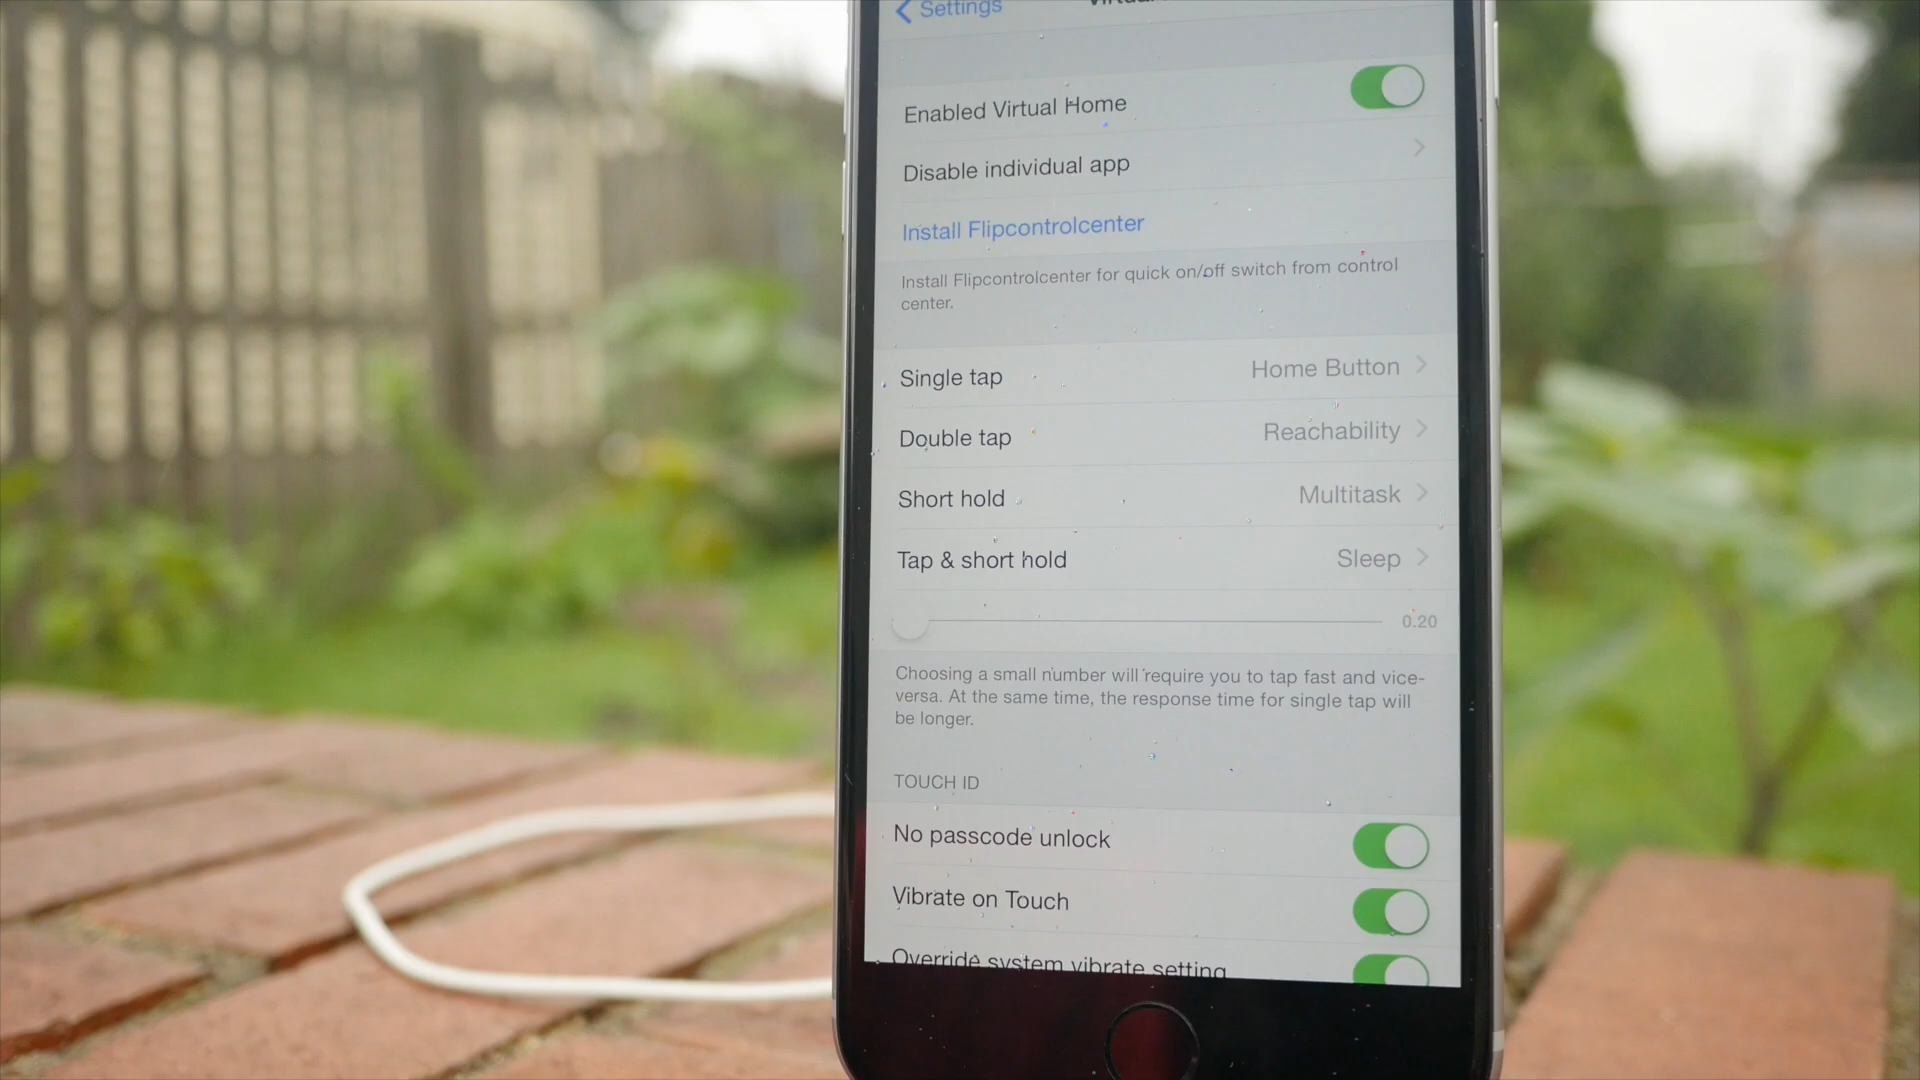 Settings
Enabled Virtual Home
Disable individual app
Install Flipcontrolcenter
Install Flipcontrolcenter for quick on/off switch from control
center.
Single tap Home Button
Double tap Reachability
Short hold Multitask
Tap & short hold Sleep
0.20
Choosing a small number will require you to tap fast and vice-
versa. At the same time, the response time for single tap will
be longer.
TOUCH ID
No passcode unlock
Vibrate on Touch
Override system vibrate setting